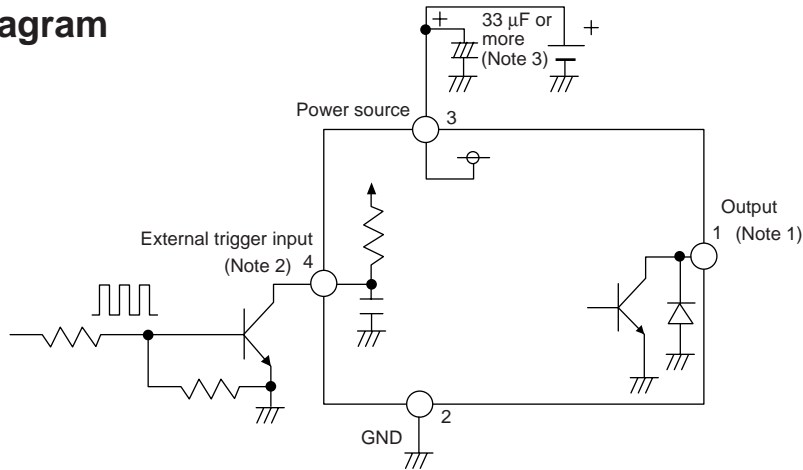 agram
+
33 μF or
more
(Note 3)
+
Power source
3
Output
1
(Note 1)
External trigger input
(Note 2)
4
2
GND